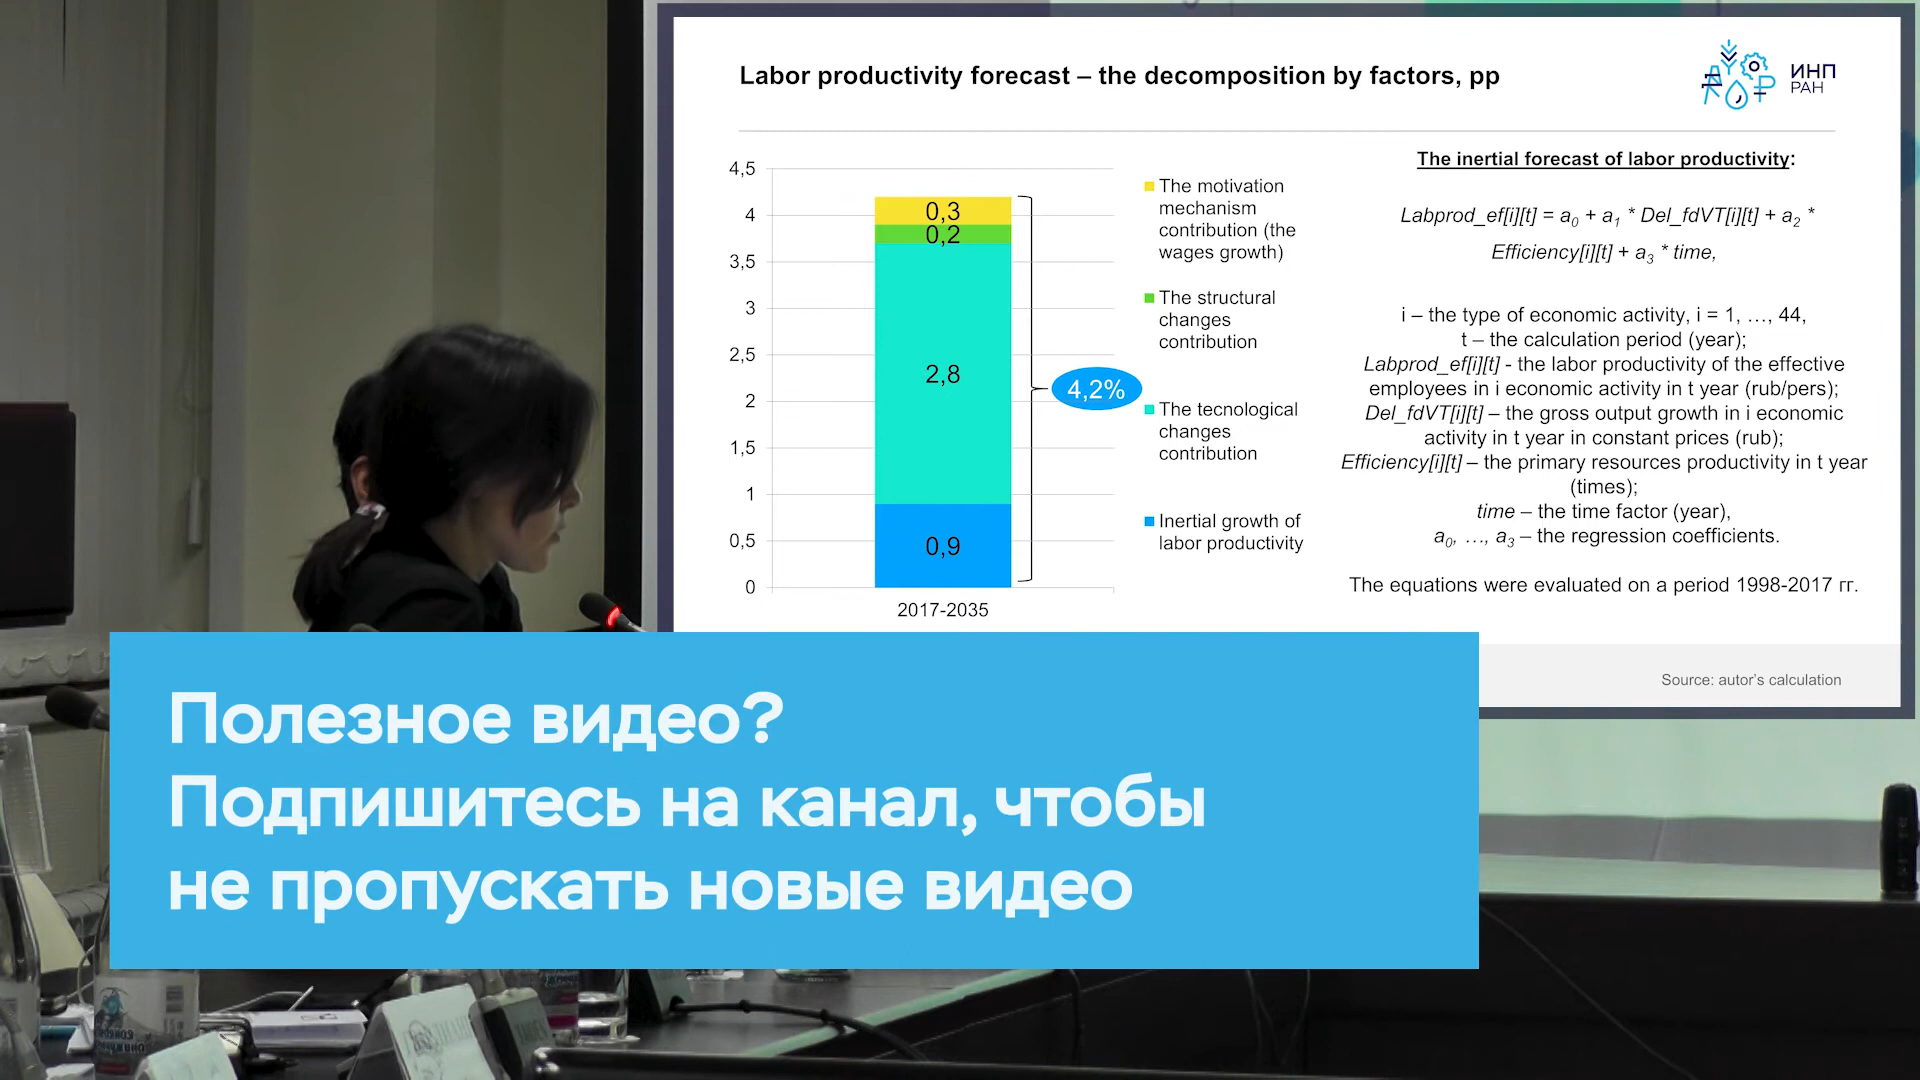 Labor productivity forecast – the decomposition by factors, pp
ИНП
РАН
4,5
4
3,5
3
2,5
2
1,5
1
0,5
0
0,3
0,2
2,8
0,9
2017-2035
4,2%
The motivation
mechanism
contribution (the
wages growth)
The structural
changes
contribution
The tecnological
changes
contribution
Inertial growth of
labor productivity
The inertial forecast of labor productivity:
Labprod_ef[i][t] = a0 + a1 * Del_fdVT[i][t] + a2 *
Efficiency[i][t] + a3 * time,
i – the type of economic activity, i = 1, …, 44,
t – the calculation period (year);
Labprod_ef[i][t] - the labor productivity of the effective
employees in i economic activity in t year (rub/pers);
Del_fdVT[i][t] – the gross output growth in i economic
activity in t year in constant prices (rub);
Efficiency[i][t] – the primary resources productivity in t year
(times);
time – the time factor (year),
a0, …, a3 – the regression coefficients.
The equations were evaluated on a period 1998-2017 гг.
Source: autor's calculation
Полезное видео?
Подпишитесь на канал, чтобы
не пропускать новые видео